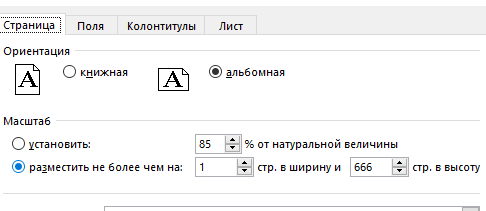 Страница Поля Колонтитулы Лист
Ориентация
A книжная A альбомная
Масштаб
установить: 85 % от натуральной величины
разместить не более чем на: 1 стр. в ширину и 666 стр. в высоту